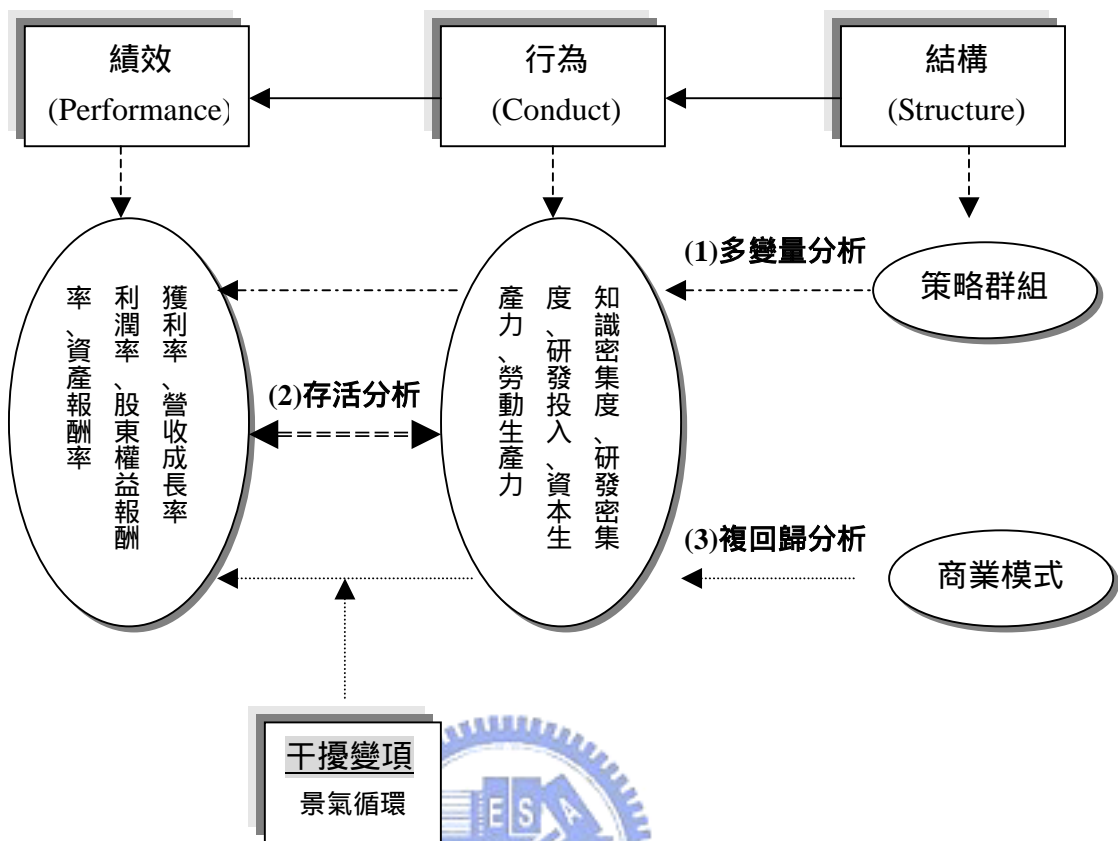 績效
(Performance)
行為
(Conduct)
結構
(Structure)
(1)多變量分析
策略群組
獲利率、營收成長率
利潤率、股東權益報酬
率、資產報酬率
(2)存活分析
知識密集度、研發密集
度、研發投入、資本生
產力、勞動生產力
(3)複回歸分析
商業模式
干擾變項
景氣循環
E S